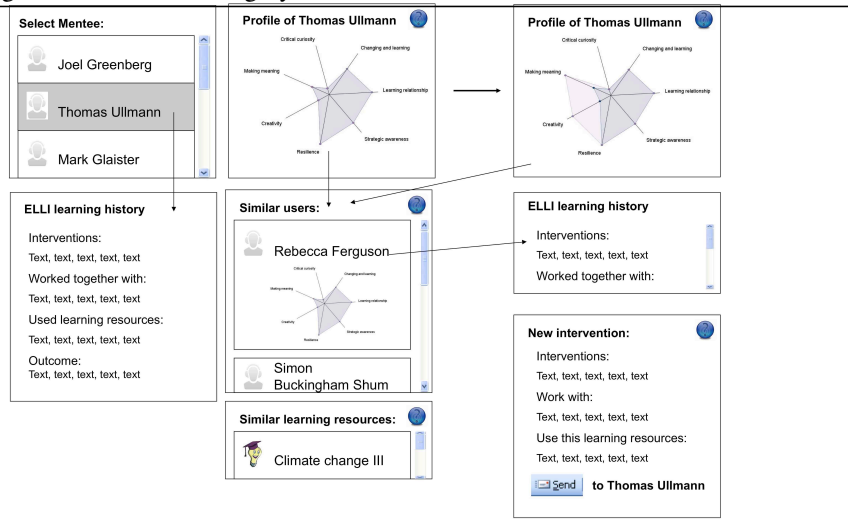 Select Mentee:
Joel Greenberg
Thomas Ullmann
Mark Glaister
Profile of Thomas Ullmann
Critical curiosity
Changing and learning
Making meaning
Learning relationship
Creativity
Strategic awareness
Resilience
Profile of Thomas Ullmann
Critical curiosity
Changing and learning
Making meaning
Learning relationship
Creativity
Strategic awareness
Resilience
ELLI learning history
Interventions:
Text, text, text, text, text
Worked together with:
Text, text, text, text, text
Used learning resources:
Text, text, text, text, text
Outcome:
Text, text, text, text, text
Similar users:
Rebecca Ferguson
Critical curiosity
Changing and learning
Making meaning
Learning relationship
Creativity
Strategic awareness
Resilience
Simon
Buckingham Shum
Similar learning resources:
Climate change III
ELLI learning history
Interventions:
Text, text, text, text, text
Worked together with:
New intervention:
Interventions:
Text, text, text, text, text
Work with:
Text, text, text, text, text
Use this learning resources:
Text, text, text, text, text
Send to Thomas Ullmann